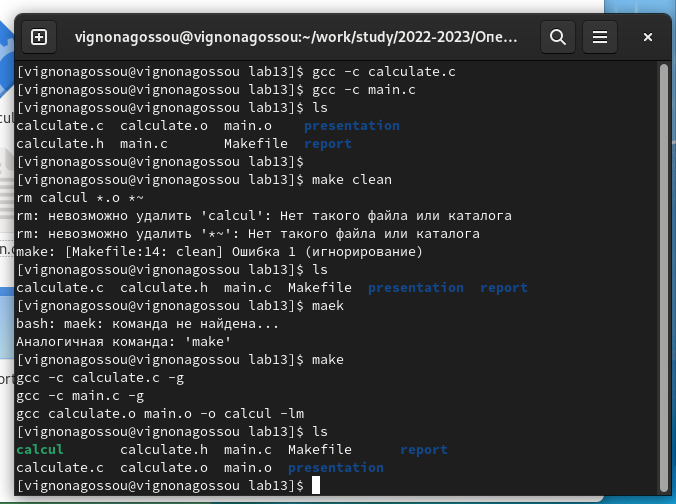 vignonagossou@vignonagossou:~/work/study/2022-2023/Опе...
[vignonagossou@vignonagossou lab13]$ gcc -c calculate.c
[vignonagossou@vignonagossou lab13]$ gcc -c main.c
[vignonagossou@vignonagossou lab13]$ ls
calculate.c  calculate.o  main.o    presentation
calculate.h  main.c       Makefile  report
[vignonagossou@vignonagossou lab13]$
[vignonagossou@vignonagossou lab13]$ make clean
rm calcul *.o *~
rm: невозможно удалить 'calcul': Нет такого файла или каталога
rm: невозможно удалить '*~': Нет такого файла или каталога
make: [Makefile:14: clean] Ошибка 1 (игнорирование)
[vignonagossou@vignonagossou lab13]$ ls
calculate.c  calculate.h  main.c  Makefile  presentation  report
[vignonagossou@vignonagossou lab13]$ maek
bash: maek: команда не найдена...
Аналогичная команда: 'make'
[vignonagossou@vignonagossou lab13]$ make
gcc -c calculate.c -g
gcc -c main.c -g
gcc calculate.o main.o -o calcul -lm
[vignonagossou@vignonagossou lab13]$ ls
calcul       calculate.h  main.c  Makefile      report
calculate.c  calculate.o  main.o  presentation
[vignonagossou@vignonagossou lab13]$